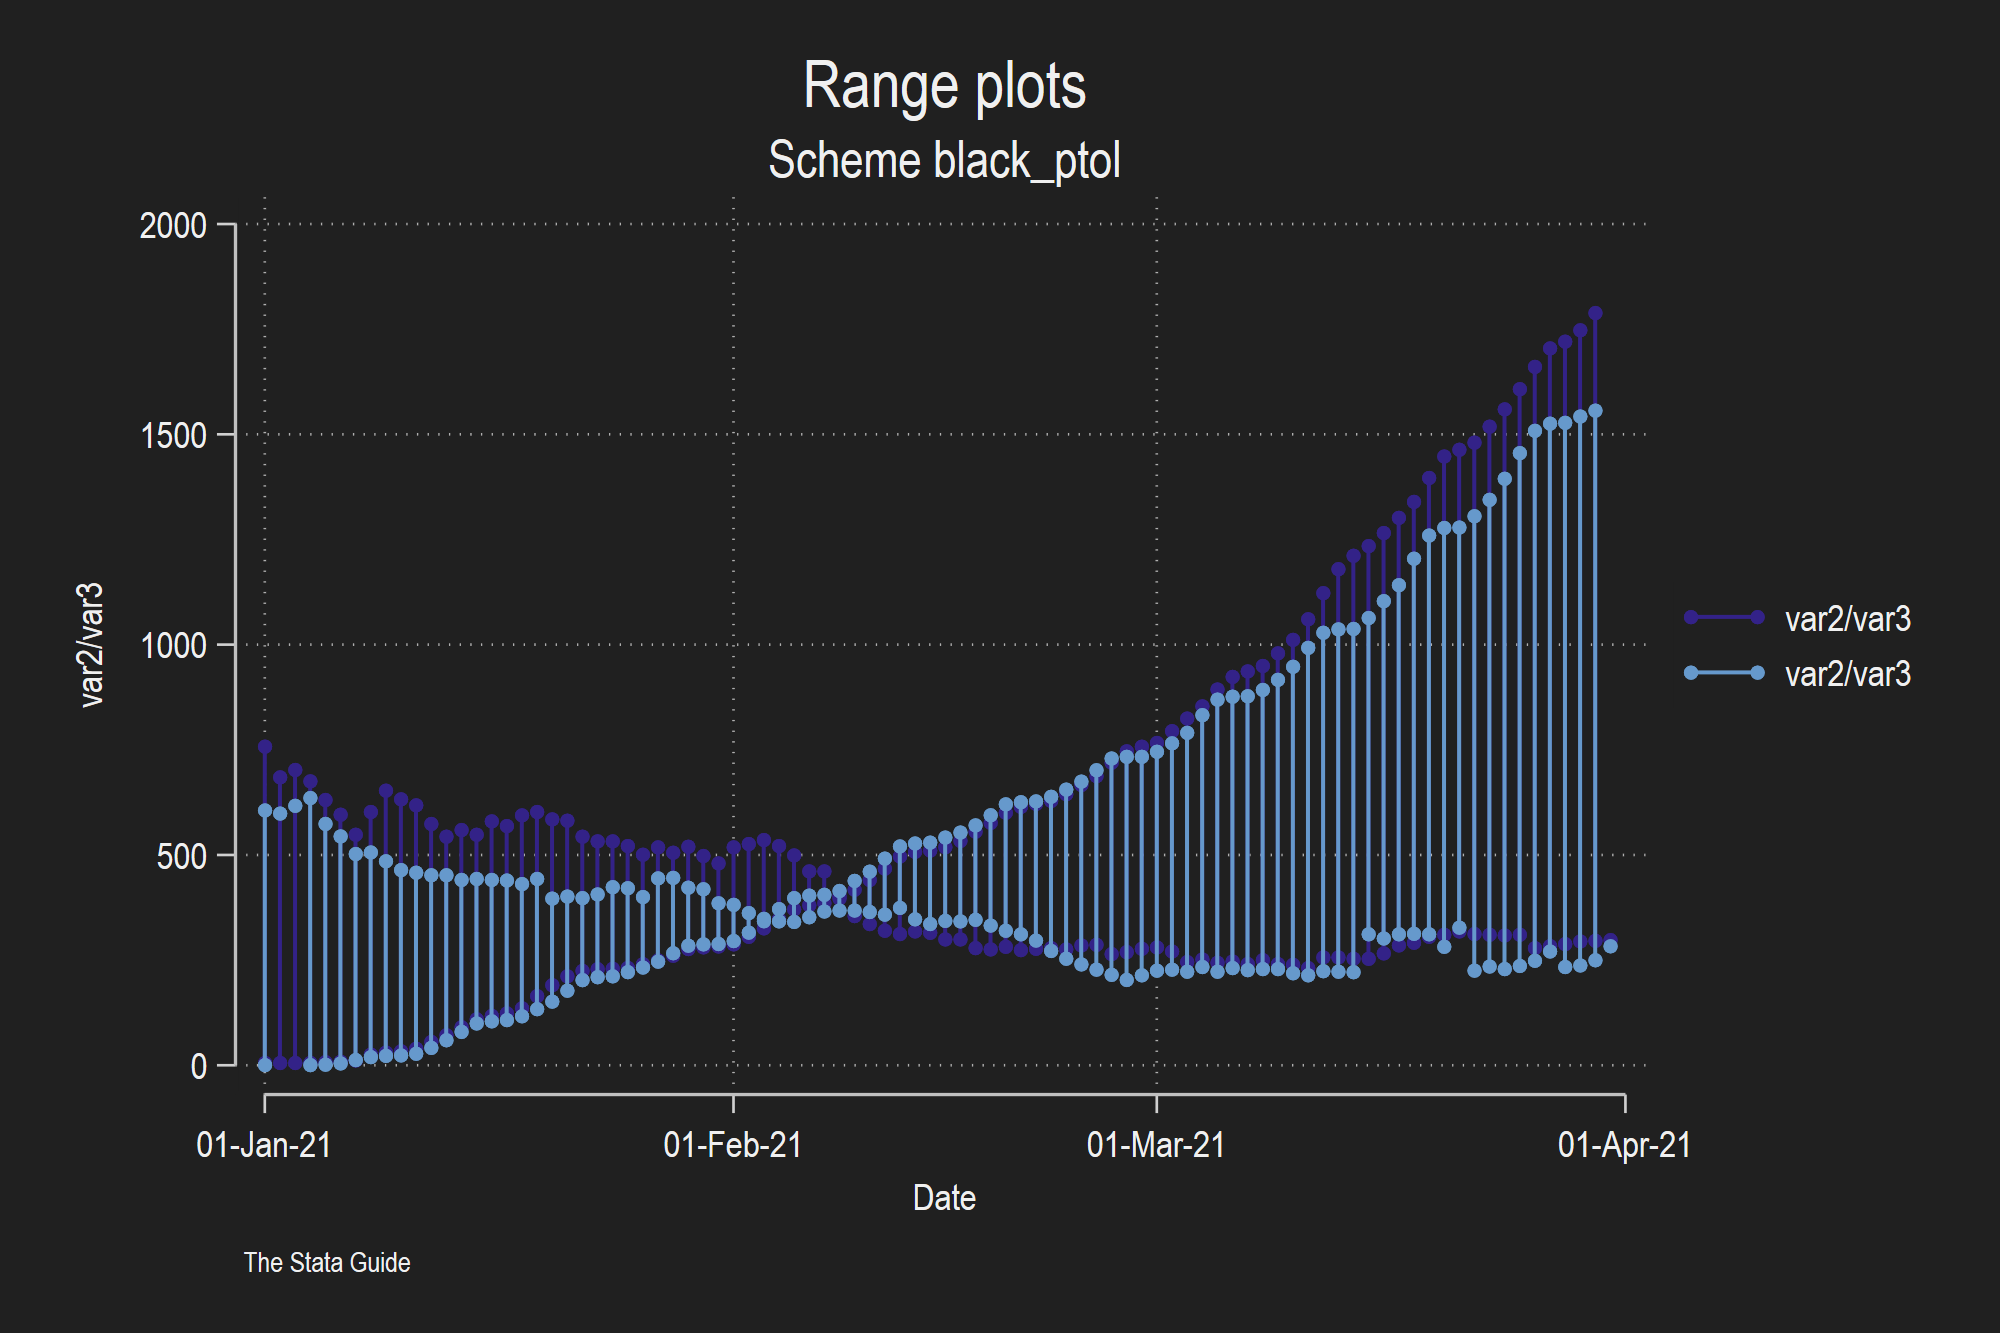 Range plots
Scheme black_ptol
2000
1500
1000
500
0
var2/var3
var2/var3
var2/var3
01-Jan-21
01-Feb-21
01-Mar-21
01-Apr-21
Date
The Stata Guide